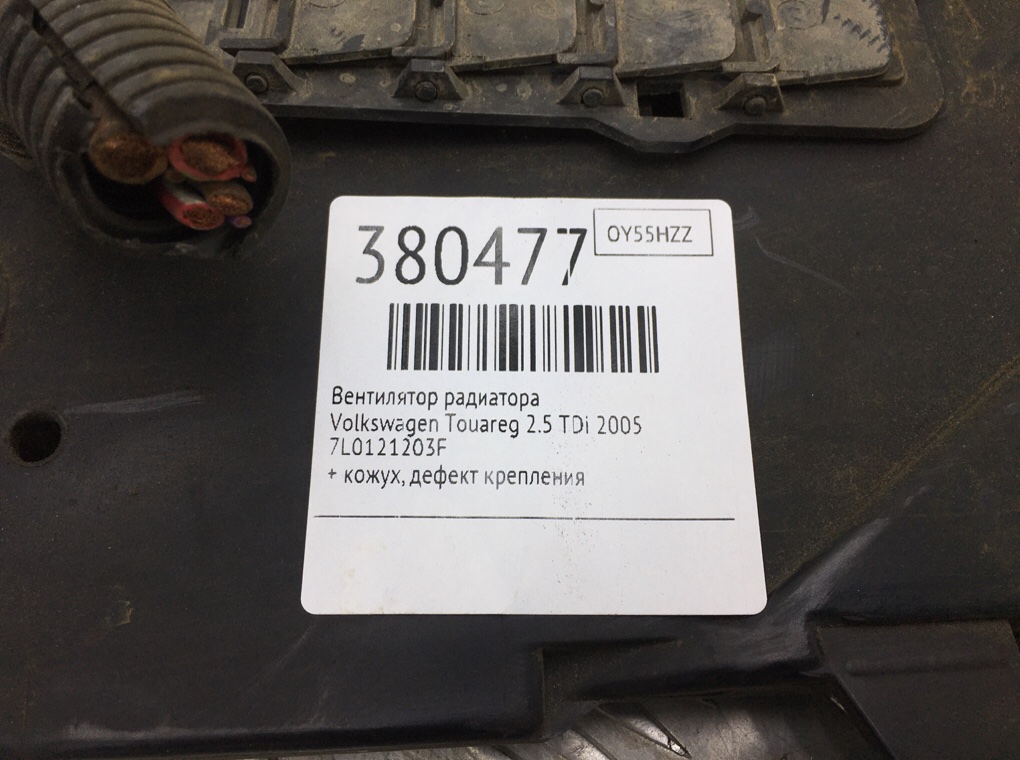 380477
OY55HZZ
Вентилятор радиатора
Volkswagen Touareg 2.5 TDi 2005
7L0121203F
+ кожух, дефект крепления